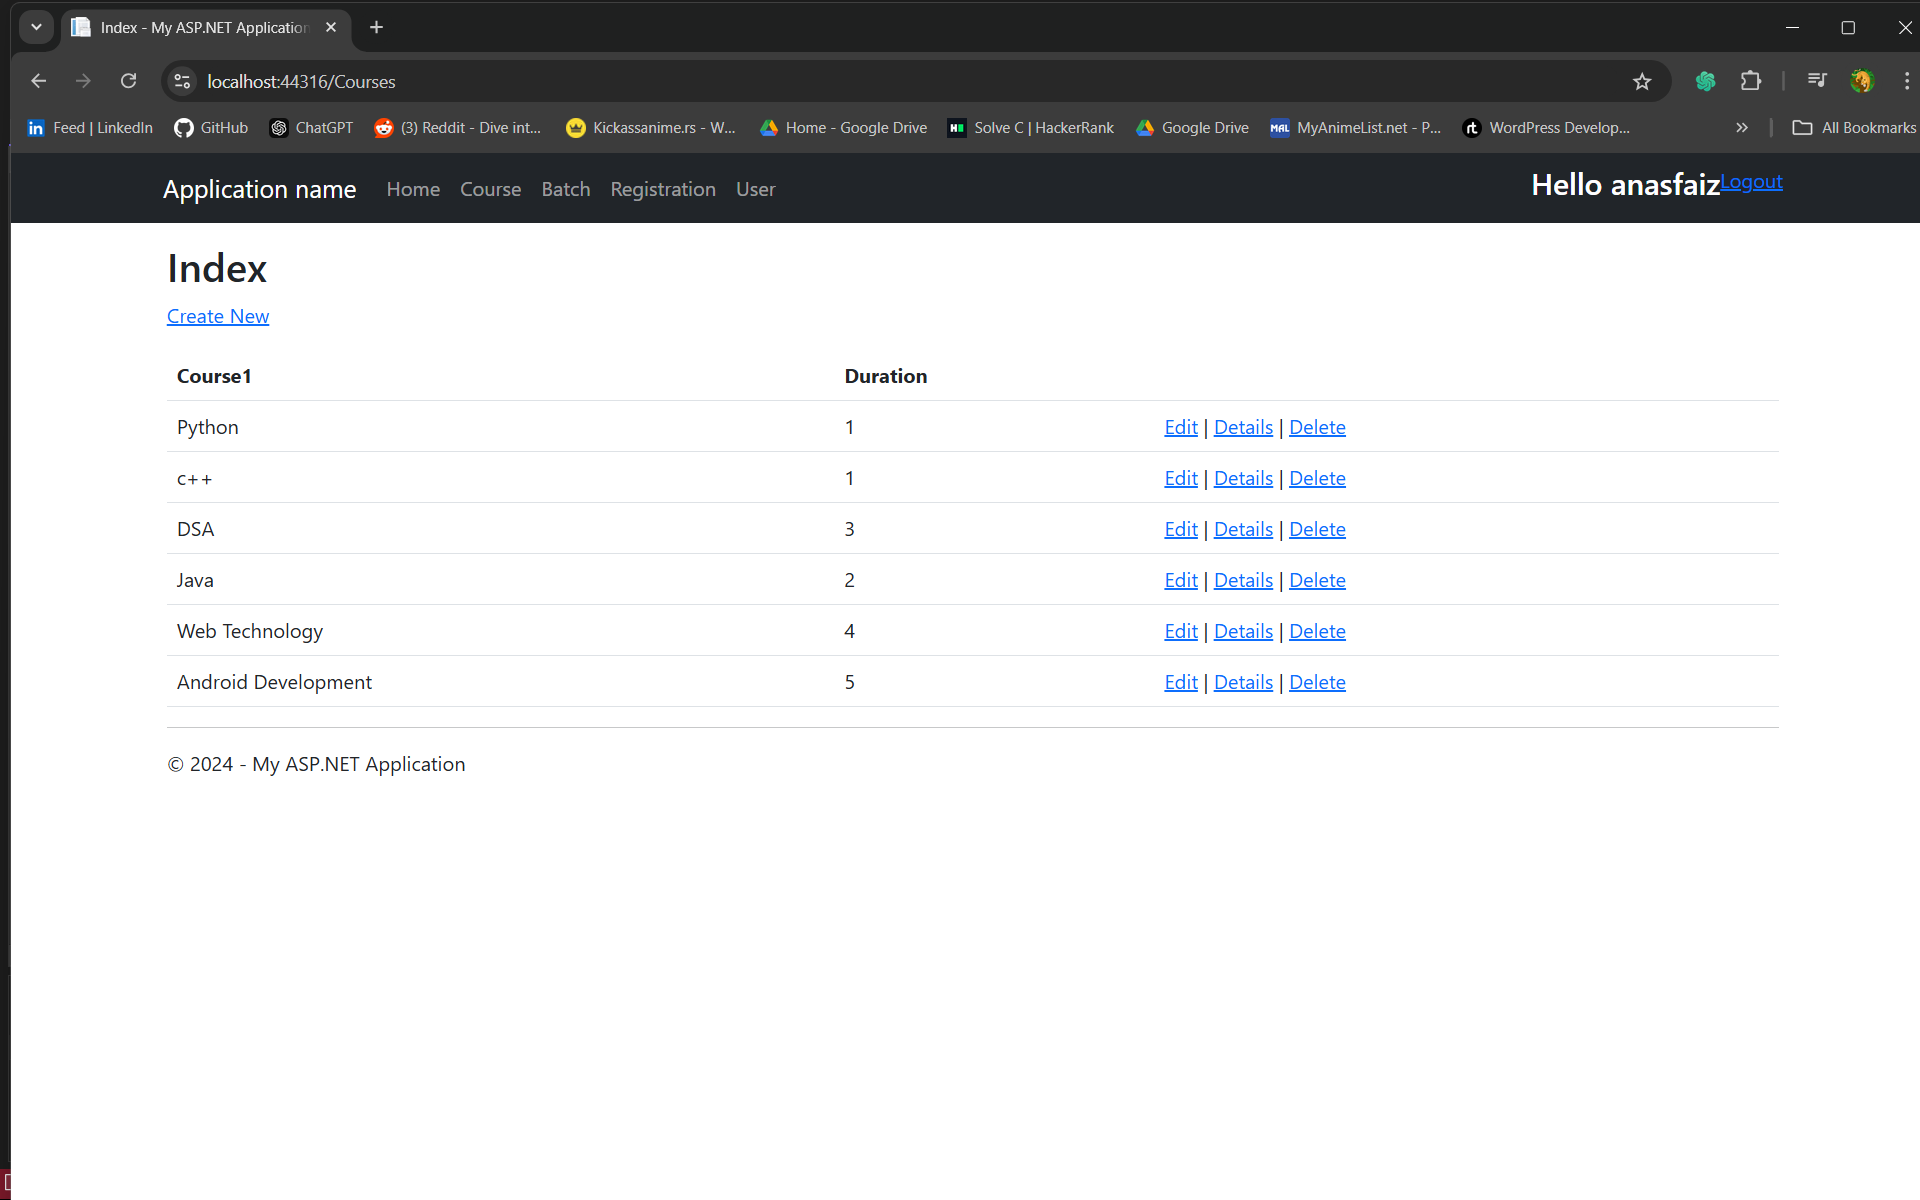 Index - My ASP.NET Application
localhost:44316/Courses
Feed | LinkedIn GitHub ChatGPT (3) Reddit - Dive int... Kickassanime.rs - W... Home - Google Drive Solve C | HackerRank Google Drive MyAnimeList.net - P... WordPress Develop... All Bookmarks
Application name Home Course Batch Registration User Hello anasfaiz Logout
Index
Create New
Course1 Duration
Python 1 Edit | Details | Delete
c++ 1 Edit | Details | Delete
DSA 3 Edit | Details | Delete
Java 2 Edit | Details | Delete
Web Technology 4 Edit | Details | Delete
Android Development 5 Edit | Details | Delete
© 2024 - My ASP.NET Application